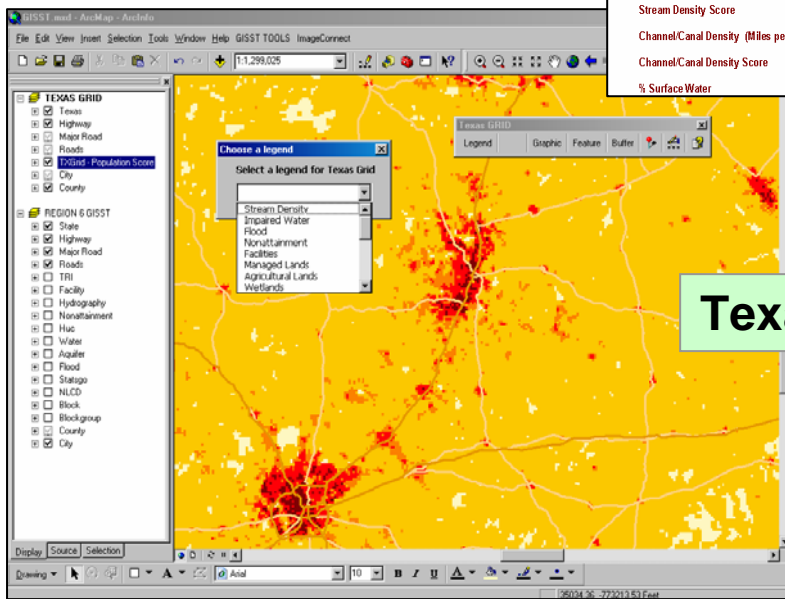 GISST.mxd - ArcMap - ArcInfo
File Edit View Insert Selection Tools Window Help GISST TOOLS ImageConnect
1:1,299,025
Stream Density Score
Channel/Canal Density (Miles pe
Channel/Canal Density Score
% Surface Water
TEXAS GRID
Texas
Highway
Major Road
Roads
TXGrid - Population Score
City
County
REGION 6 GISST
State
Highway
Major Road
Roads
TRI
Facility
Hydrography
Nonattainment
Huc
Water
Aquifer
Flood
Statsgo
NLCD
Block
Blockgroup
County
City
Choose a legend
Select a legend for Texas Grid
Stream Density
Impaired Water
Flood
Nonattainment
Facilities
Managed Lands
Agricultural Lands
Wetlands
Texas GRID
Legend Graphic Feature Buffer
Texa
Display Source Selection
Drawing A Arial 10 B I U A
35034.36 -773213.53 Feet